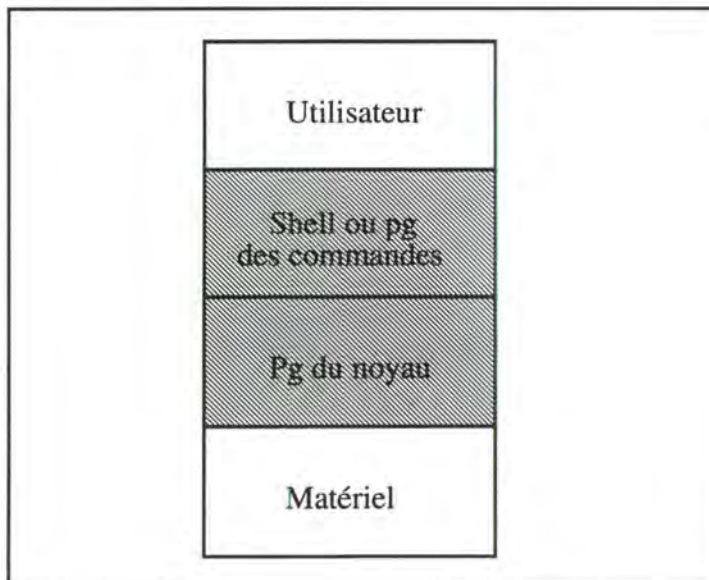 Utilisateur
Shell ou pg
des commandes
Pg du noyau
Matériel